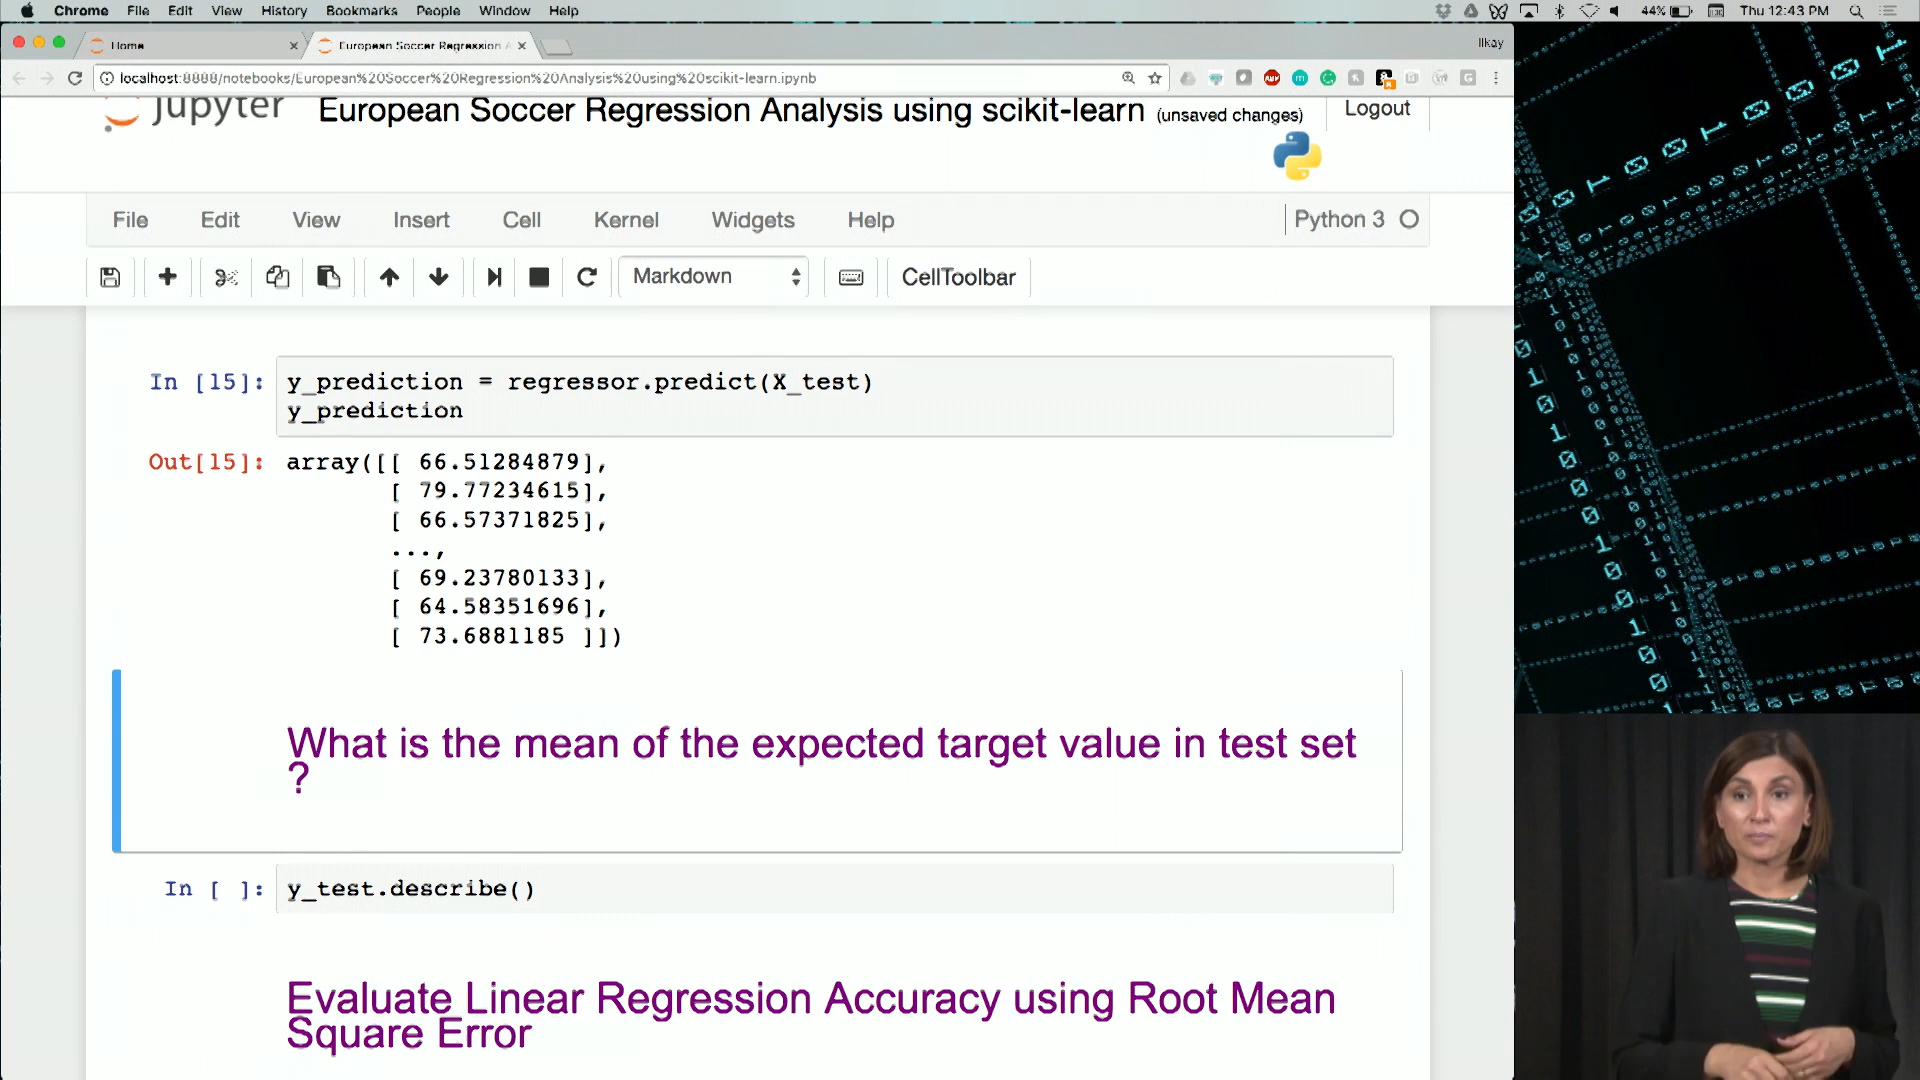 Chrome File Edit View History Bookmarks People Window Help 44% Thu 12:43 PM
Home European Soccer Regression A Ilkay
localhost:8888/notebooks/European%20Soccer%20Regression%20Analysis%20using%20scikit-learn.ipynb
jupyter European Soccer Regression Analysis using scikit-learn (unsaved changes) Logout
File Edit View Insert Cell Kernel Widgets Help Python 3
Markdown CellToolbar
In [15]: y_prediction = regressor.predict(X_test)
y_prediction
Out[15]: array([[ 66.51284879],
[ 79.77234615],
[ 66.57371825],
...,
[ 69.23780133],
[ 64.58351696],
[ 73.6881185 ]])
What is the mean of the expected target value in test set
?
In [ ]: y_test.describe()
Evaluate Linear Regression Accuracy using Root Mean
Square Error